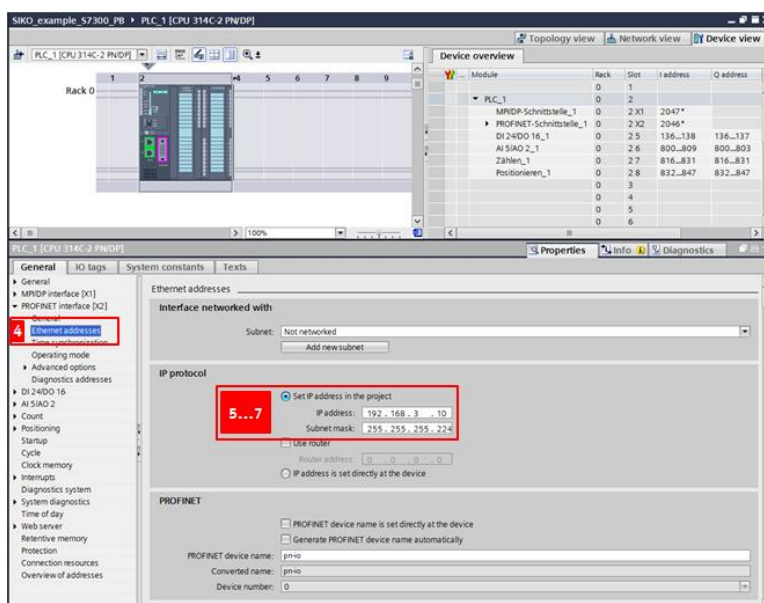 SIKO_example_S7300_PB ▸ PLC_1 [CPU 314C-2 PN/DP]
Topology view Network view Device view
PLC_1 [CPU 314C-2 PN/DP]
Device overview
1 2 4 5 6 7 8 9
Rack 0
Module Rack Slot I address Q address
0 1
PLC_1 0 2
MPI/DP-Schnittstelle_1 0 2 X1 2047*
PROFINET-Schnittstelle_1 0 2 X2 2046*
DI 24/DO 16_1 0 2 5 136...138 136...137
AI 5/AO 2_1 0 2 6 800...809 800...803
Zählen_1 0 2 7 816...831 816...831
Positionieren_1 0 2 8 832...847 832...847
0 3
0 4
0 5
0 6
0 7
100%
PLC_1 [CPU 314C-2 PN/DP]
Properties Info Diagnostics
General IO tags System constants Texts
General
MPI/DP interface [X1]
PROFINET interface [X2]
General
4
Ethernet addresses
Time synchronization
Operating mode
Advanced options
Diagnostics addresses
DI 24/DO 16
AI 5/AO 2
Count
Positioning
Startup
Cycle
Clock memory
Interrupts
Diagnostics system
System diagnostics
Time of day
Web server
Retentive memory
Protection
Connection resources
Overview of addresses
Ethernet addresses
Interface networked with
Subnet: Not networked
Add new subnet
IP protocol
5...7
Set IP address in the project
IP address: 192 . 168 . 3 . 10
Subnet mask: 255 . 255 . 255 . 224
Use router
Router address: 0 . 0 . 0 . 0
IP address is set directly at the device
PROFINET
PROFINET device name is set directly at the device
Generate PROFINET device name automatically
PROFINET device name: pn-io
Converted name: pn-io
Device number: 0